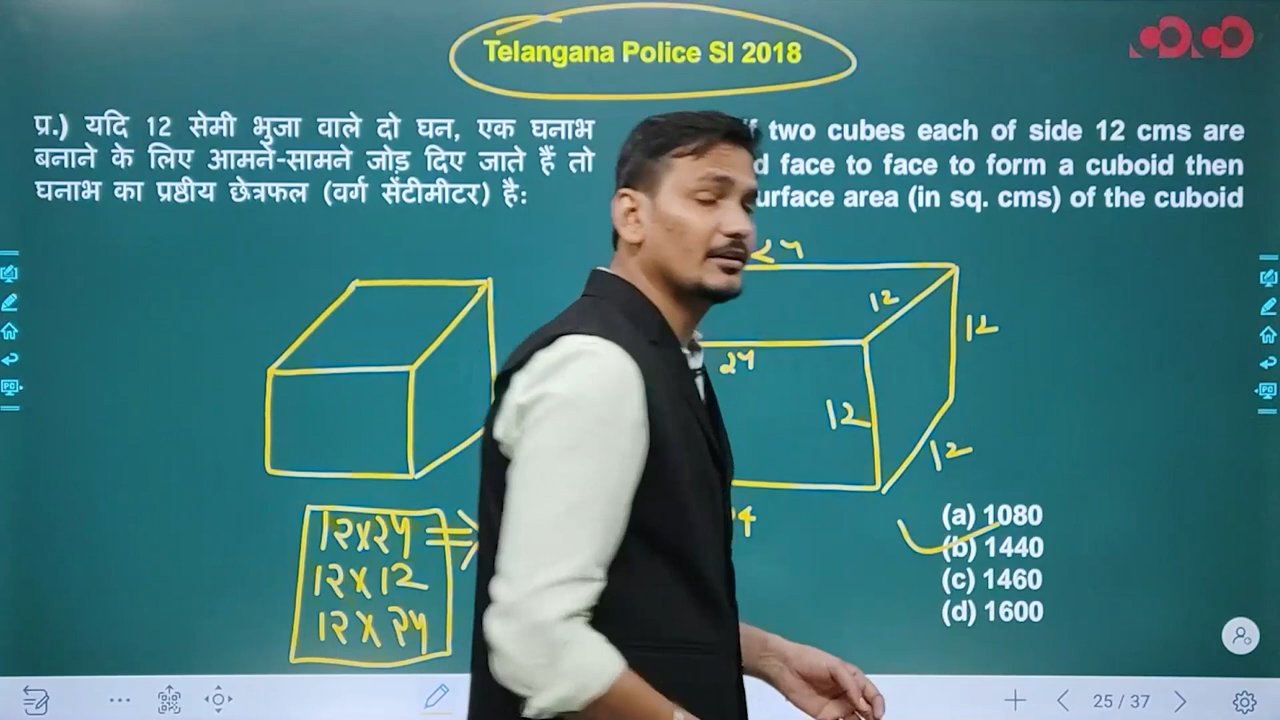 Telangana Police SI 2018
प्र.) यदि 12 सेमी भुजा वाले दो घन, एक घनाभ
बनाने के लिए आमने-सामने जोड़ दिए जाते हैं तो
घनाभ का प्रष्ठीय छेत्रफल (वर्ग सेंटीमीटर) है:
two cubes each of side 12 cms are
face to face to form a cuboid then
area (in sq. cms) of the cuboid
24
12
12
24
12
12
12x24
12x12
12x24
(a) 1080
(b) 1440
(c) 1460
(d) 1600
25 / 37